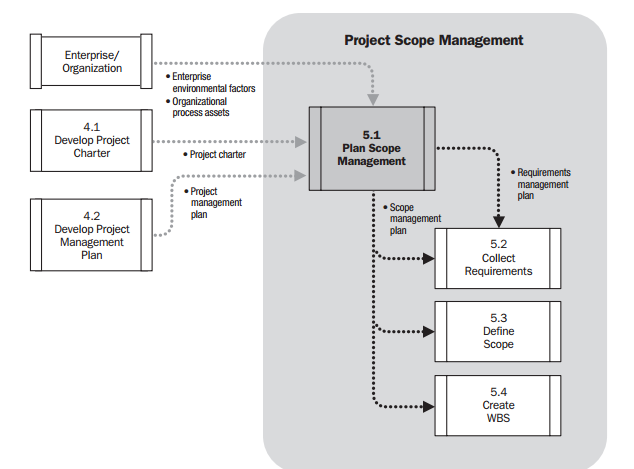 Project Scope Management
Enterprise/
Organization
• Enterprise
environmental factors
• Organizational
process assets
4.1
Develop Project
Charter
• Project charter
5.1
Plan Scope
Management
• Requirements
management
plan
• Project
management
plan
4.2
Develop Project
Management
Plan
• Scope
management
plan
5.2
Collect
Requirements
5.3
Define
Scope
5.4
Create
WBS